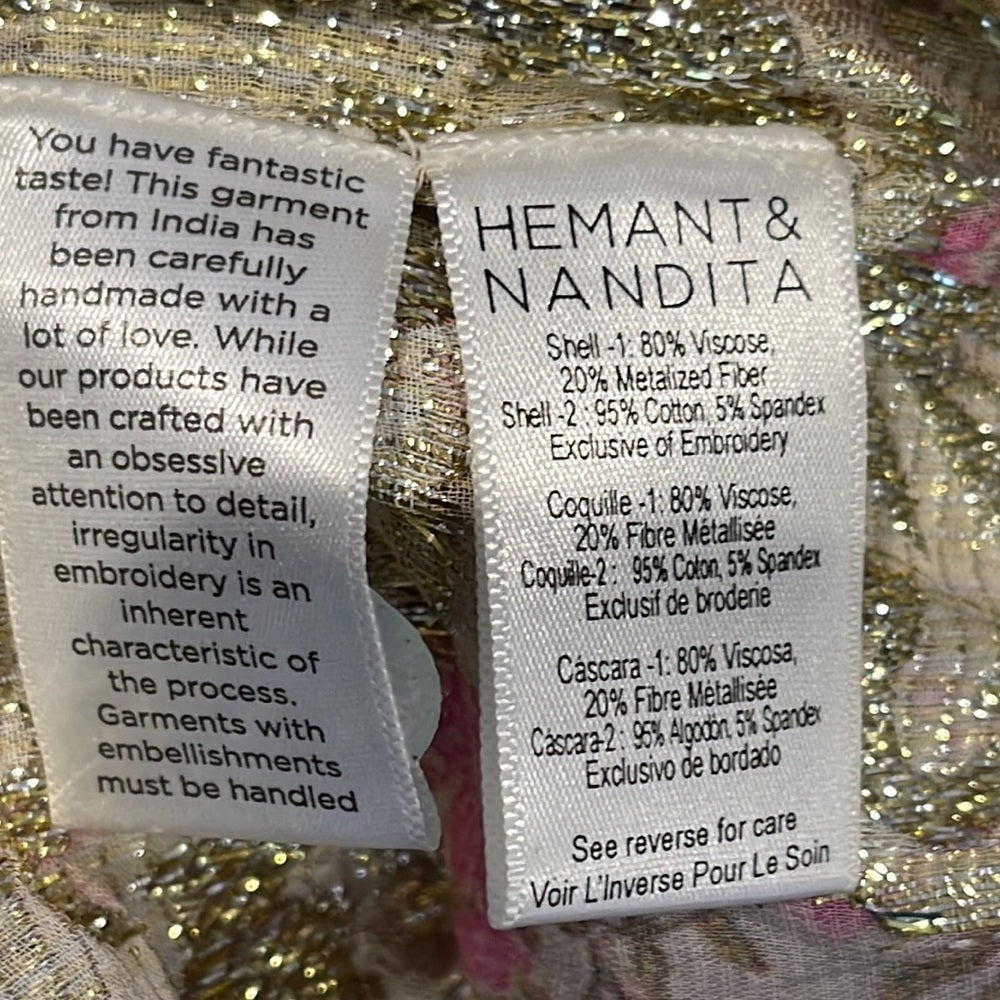 You have fantastic
taste! This garment
from India has
been carefully
handmade with a
lot of love. While
our products have
been crafted with
an obsessive
attention to detail,
irregularity in
embroidery is an
inherent
characteristic of
the process.
Garments with
embellishments
must be handled
HEMANT &
NANDITA
Shell -1: 80% Viscose,
20% Metalized Fiber
Shell -2 : 95% Cotton, 5% Spandex
Exclusive of Embroidery
Coquille -1: 80% Viscose,
20% Fibre Métallisée
Coquille-2 : 95% Coton, 5% Spandex
Exclusif de broderie
Cáscara -1: 80% Viscosa,
20% Fibre Métallisée
Cáscara-2 : 95% Algodón, 5% Spandex
Exclusivo de bordado
See reverse for care
Voir L'Inverse Pour Le Soin